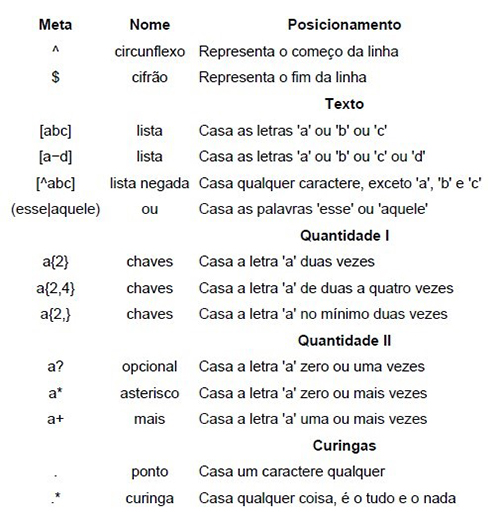 Meta Nome Posicionamento
^ circunflexo Representa o começo da linha
$ cifrão Representa o fim da linha
Texto
[abc] lista Casa as letras 'a' ou 'b' ou 'c'
[a−d] lista Casa as letras 'a' ou 'b' ou 'c' ou 'd'
[^abc] lista negada Casa qualquer caractere, exceto 'a', 'b' e 'c'
(esse|aquele) ou Casa as palavras 'esse' ou 'aquele'
Quantidade I
a{2} chaves Casa a letra 'a' duas vezes
a{2,4} chaves Casa a letra 'a' de duas a quatro vezes
a{2,} chaves Casa a letra 'a' no mínimo duas vezes
Quantidade II
a? opcional Casa a letra 'a' zero ou uma vezes
a* asterisco Casa a letra 'a' zero ou mais vezes
a+ mais Casa a letra 'a' uma ou mais vezes
Curingas
. ponto Casa um caractere qualquer
.* curinga Casa qualquer coisa, é o tudo e o nada